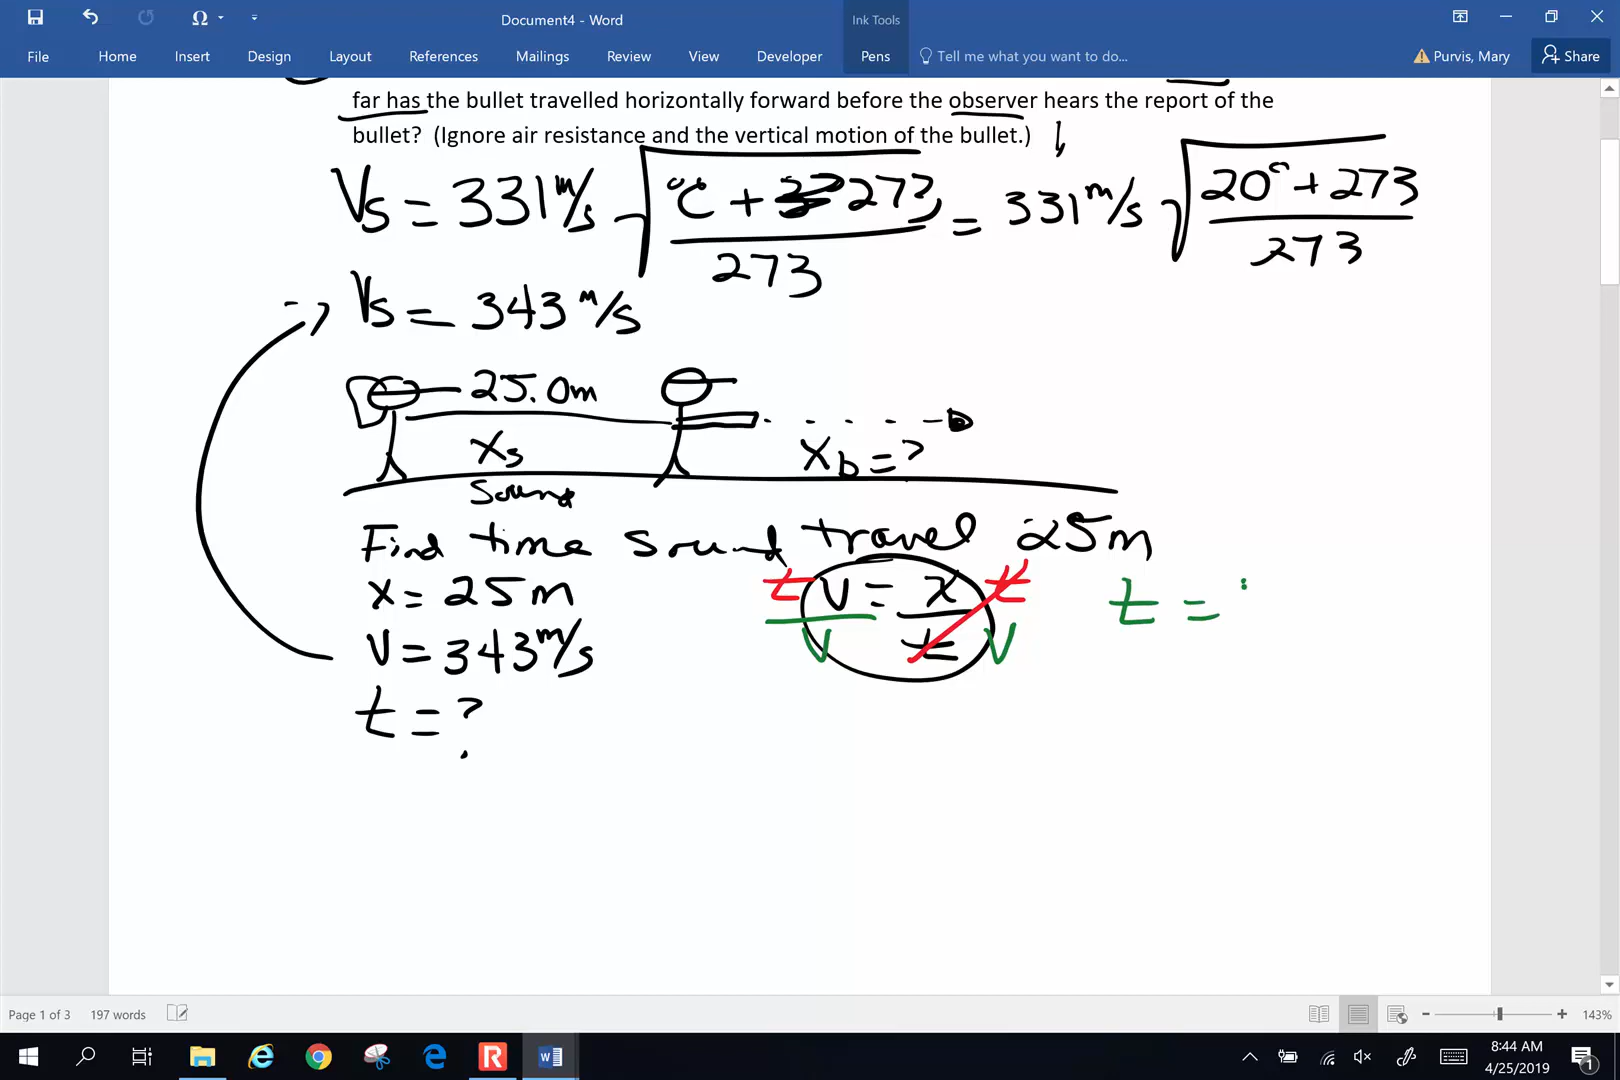 Document4 - Word
Ink Tools
File Home Insert Design Layout References Mailings Review View Developer Pens Tell me what you want to do... Purvis, Mary Share
far has the bullet travelled horizontally forward before the observer hears the report of the
bullet? (Ignore air resistance and the vertical motion of the bullet.)
Vs = 331 m/s √((°C + 273)/273) = 331 m/s √((20° + 273)/273)
Vs = 343 m/s
25.0m
Xs
Xb = ?
Sound
Find time sound travel 25m
x = 25m
t v = x/t t
V V
t =
v = 343 m/s
t = ?
Page 1 of 3 197 words 143%
8:44 AM
4/25/2019
1